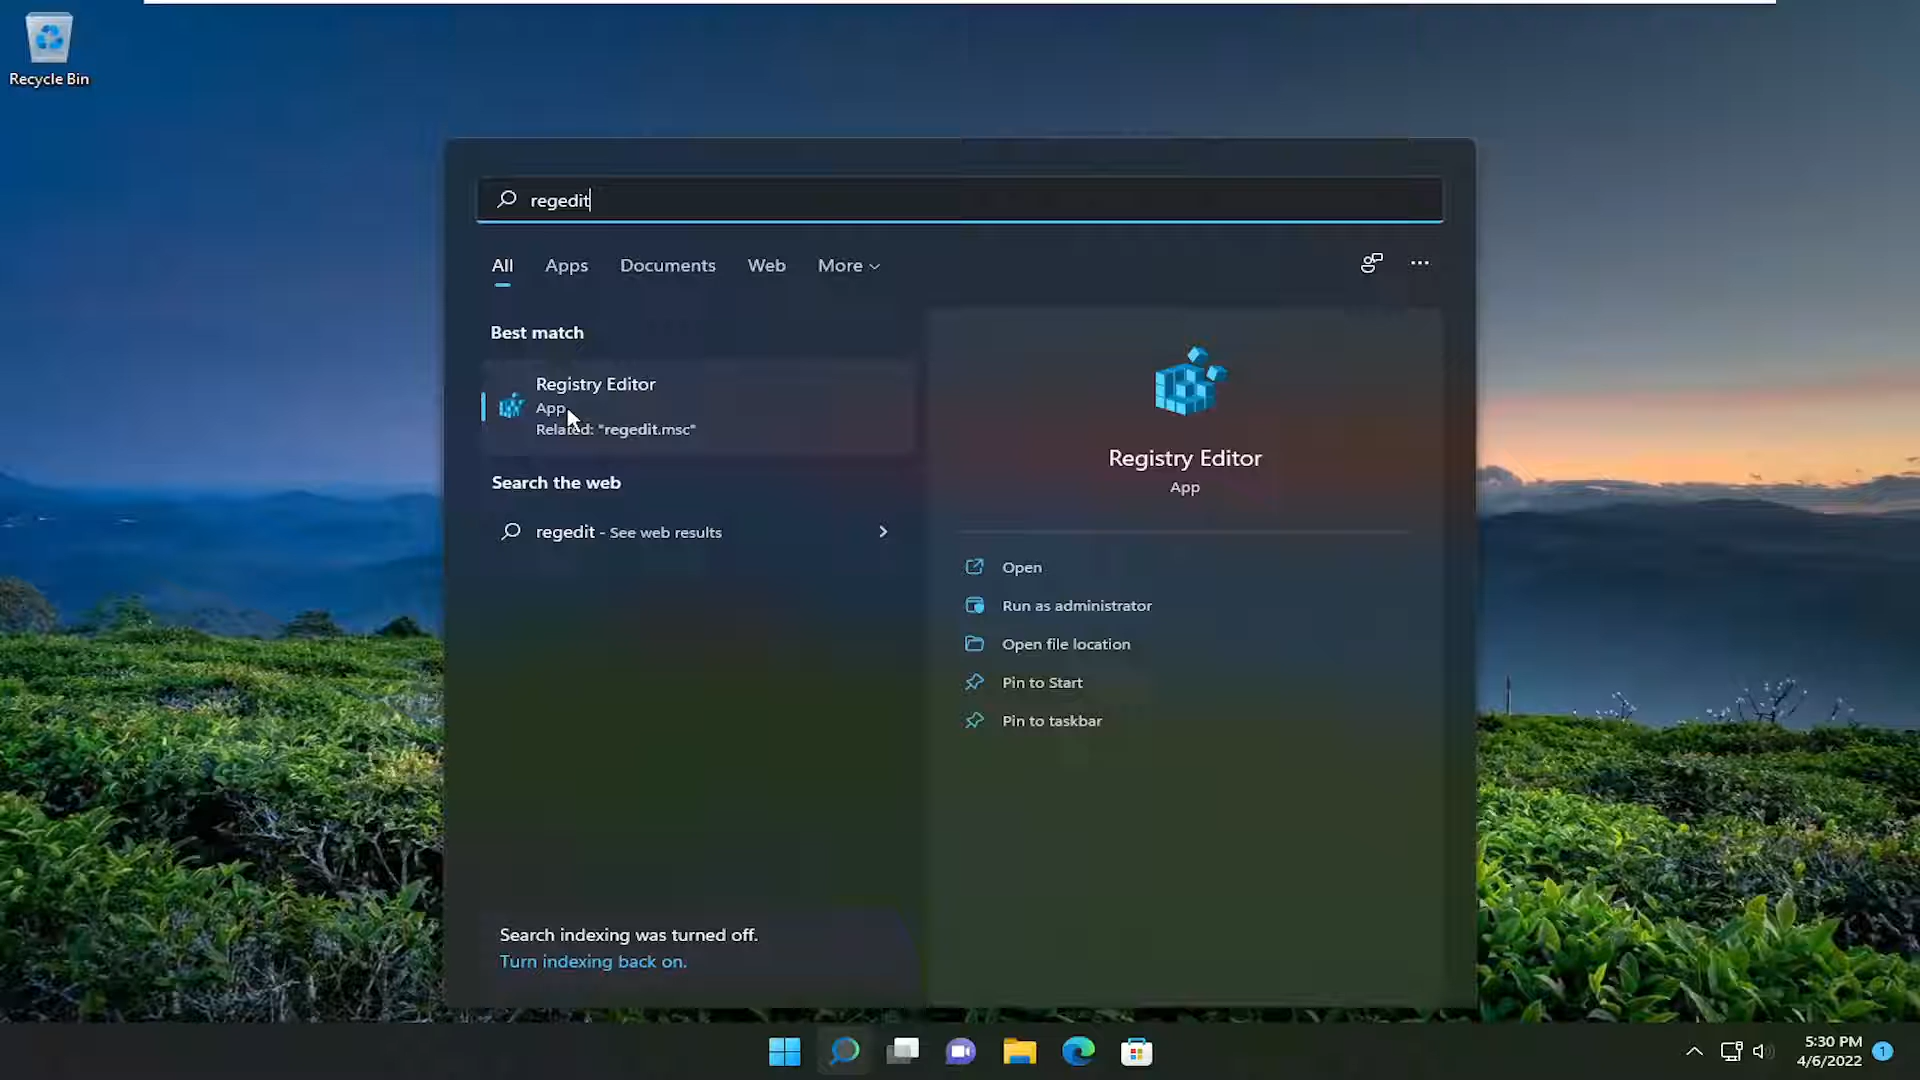 Recycle Bin
regedit
All Apps Documents Web More
Best match
Registry Editor
App
Related: "regedit.msc"
Search the web
regedit - See web results
Registry Editor
App
Open
Run as administrator
Open file location
Pin to Start
Pin to taskbar
Search indexing was turned off.
Turn indexing back on.
5:30 PM
4/6/2022
1